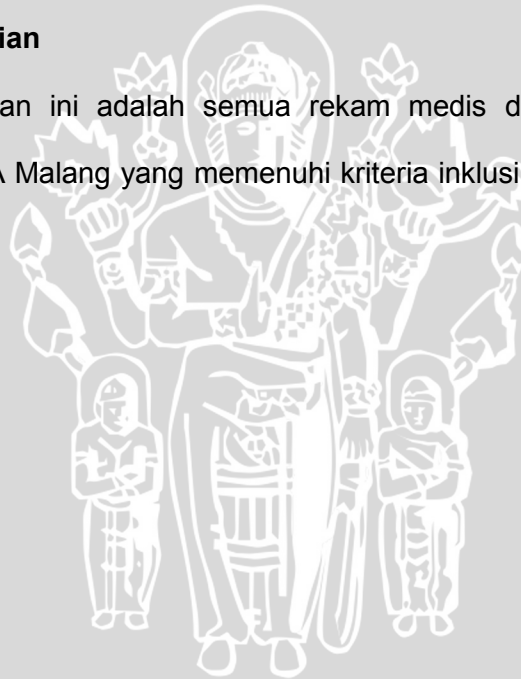 ian
an ini adalah semua rekam medis d
A Malang yang memenuhi kriteria inklusi